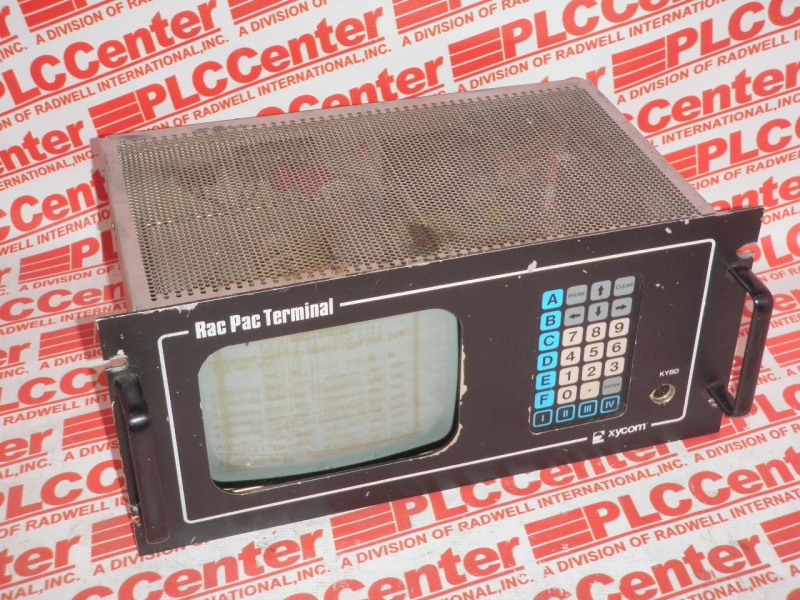 PLCCenter
A DIVISION OF RADWELL INTERNATIONAL, INC.
Rac Pac Terminal
A PAUSE ↑ CLEAR
B ← ↓ →
C 7 8 9
D 4 5 6
E 1 2 3
F 0 . ENTER
I II III IV
KYBD
xycom